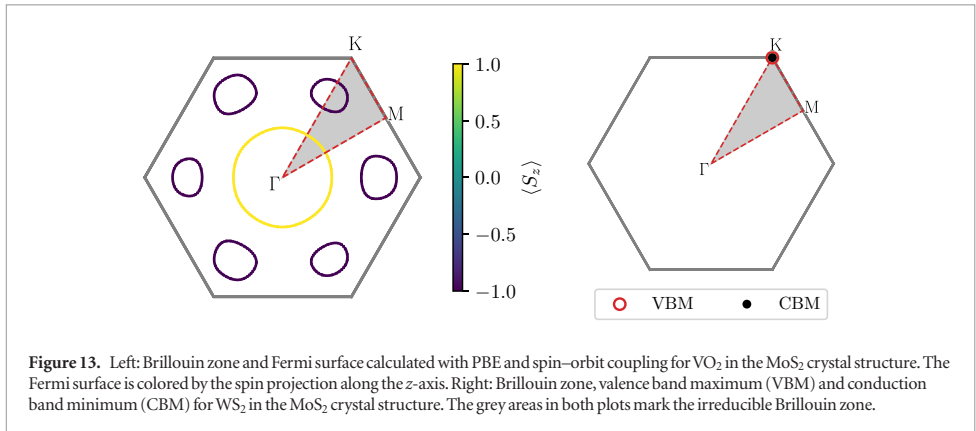 K
M
Γ
1.0
0.5
0.0
−0.5
−1.0
⟨S_z⟩
K
M
Γ
VBM
CBM
Figure 13. Left: Brillouin zone and Fermi surface calculated with PBE and spin–orbit coupling for VO₂ in the MoS₂ crystal structure. The
Fermi surface is colored by the spin projection along the z-axis. Right: Brillouin zone, valence band maximum (VBM) and conduction
band minimum (CBM) for WS₂ in the MoS₂ crystal structure. The grey areas in both plots mark the irreducible Brillouin zone.